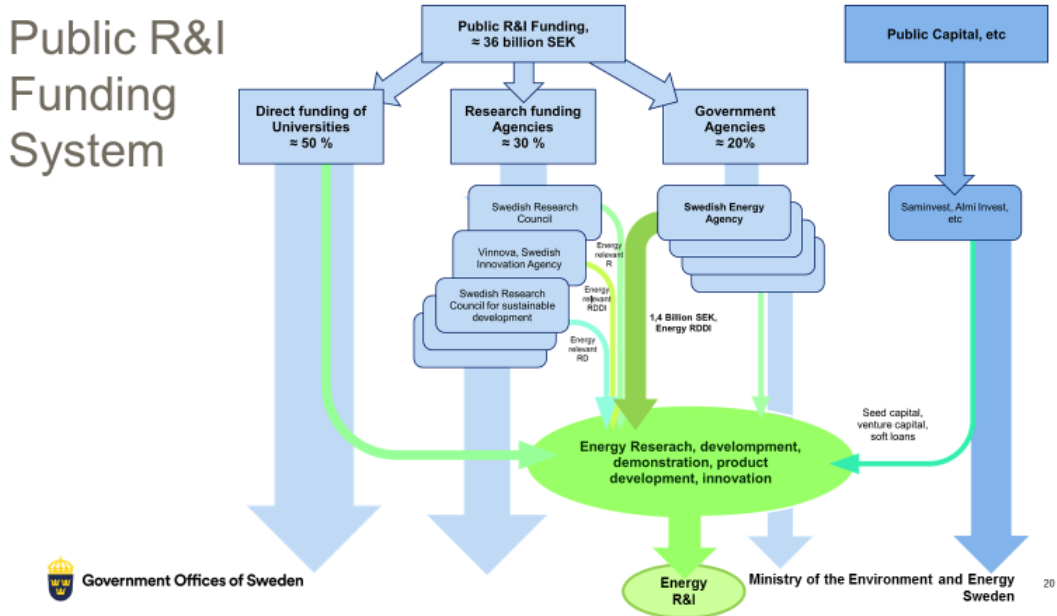 Public R&I
Funding
System
Public R&I Funding,
≈ 36 billion SEK
Public Capital, etc
Direct funding of
Universities
≈ 50 %
Research funding
Agencies
≈ 30 %
Government
Agencies
≈ 20%
Swedish Research
Council
Vinnova, Swedish
Innovation Agency
Swedish Research
Council for sustainable
development
Energy
relevant
R
Energy
relevant
RDDI
Energy
relevant
RD
Swedish Energy
Agency
1,4 Billion SEK,
Energy RDDI
Saminvest, Almi Invest,
etc
Seed capital,
venture capital,
soft loans
Energy Reserach, develompment,
demonstration, product
development, innovation
Energy
R&I
Government Offices of Sweden
Ministry of the Environment and Energy
Sweden
20